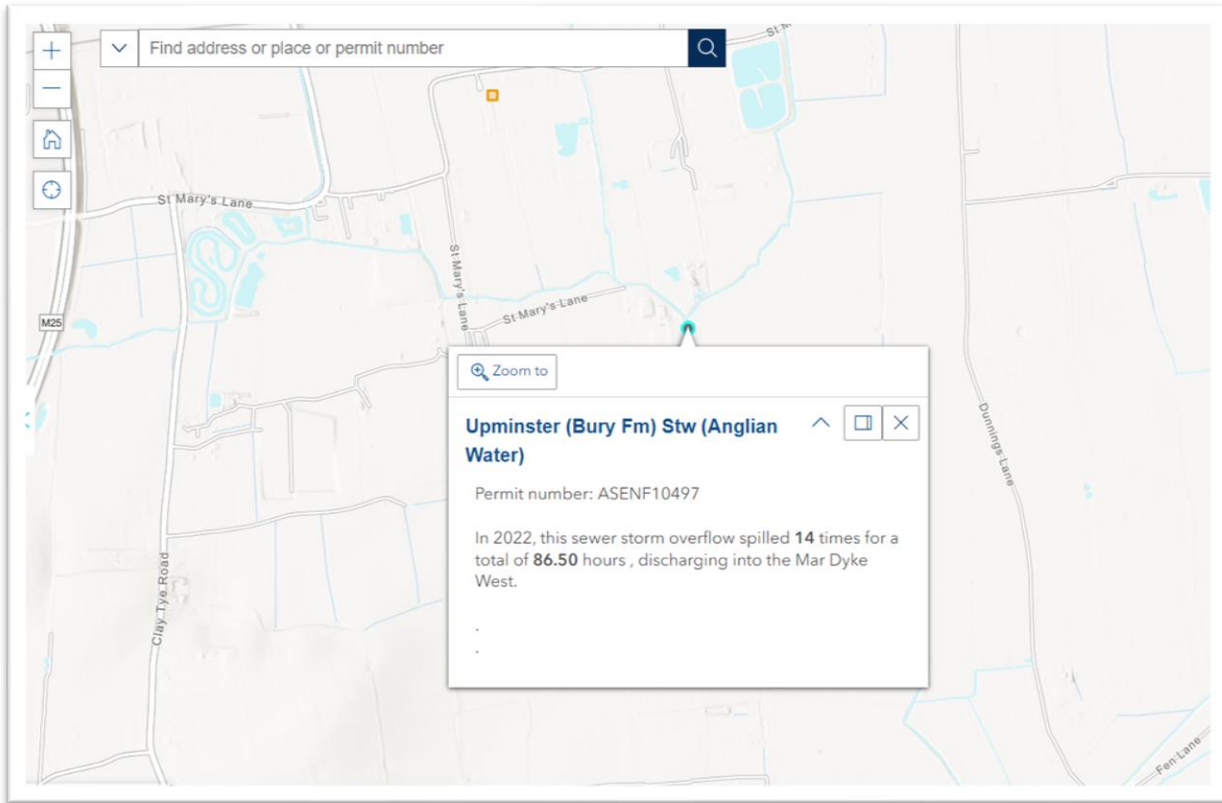 Find address or place or permit number
St
St Mary's Lane
St Mary's Lane
St Mary's Lane
M25
Zoom to
Upminster (Bury Fm) Stw (Anglian
Water)
Permit number: ASENF10497
In 2022, this sewer storm overflow spilled 14 times for a
total of 86.50 hours , discharging into the Mar Dyke
West.
.
.
Dunnings Lane
Clay Tye Road
Fen Lane